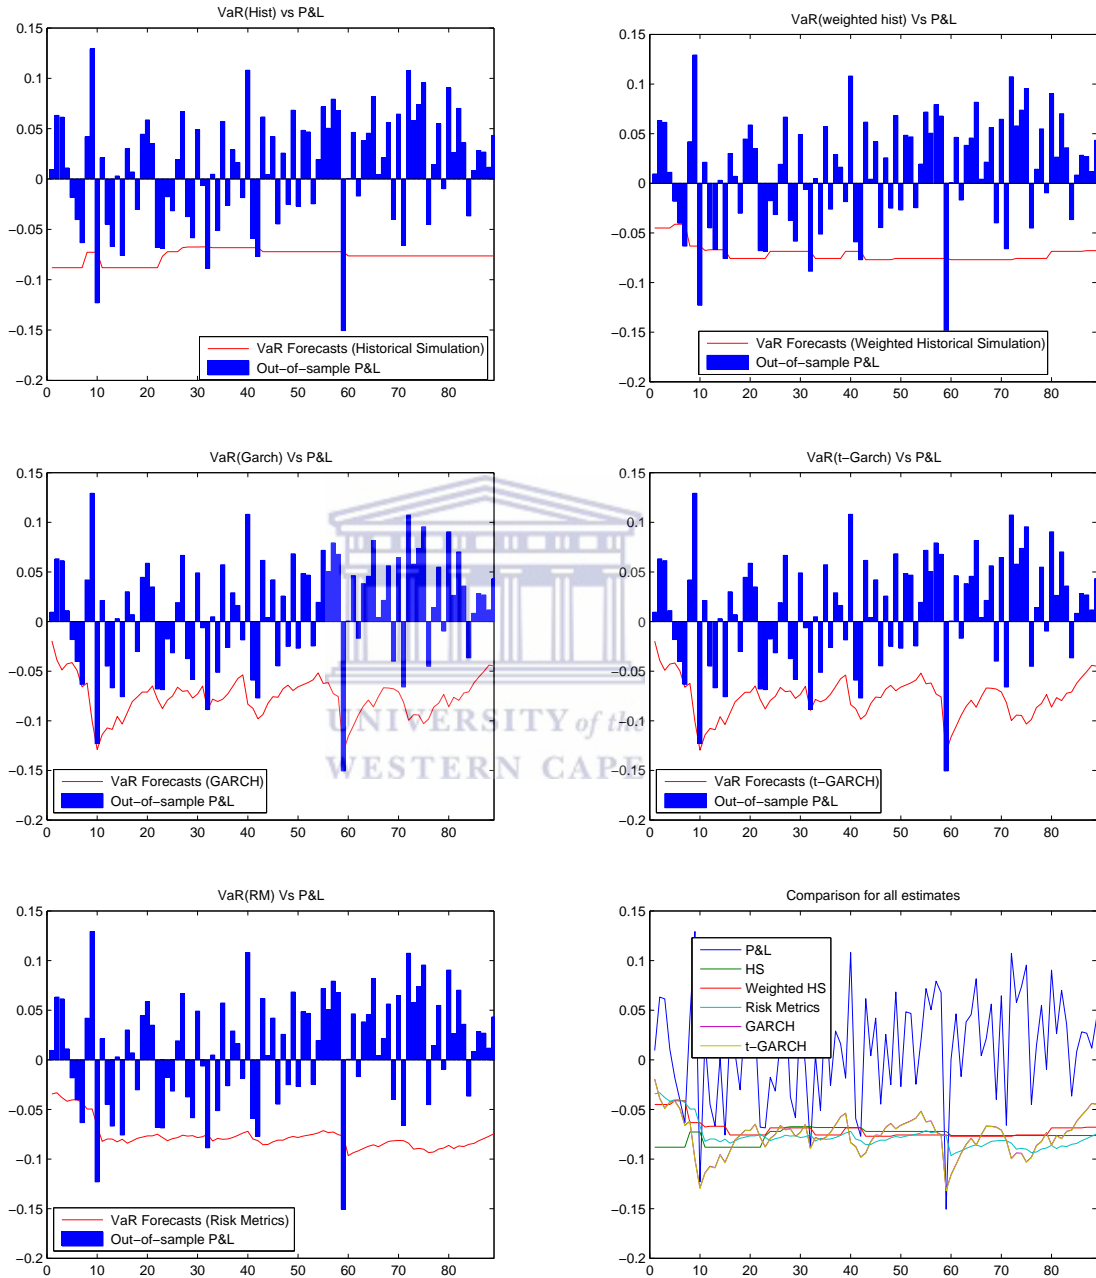 VaR(Hist) vs P&L
0.15
0.1
0.05
0
−0.05
−0.1
−0.15
−0.2
0 10 20 30 40 50 60 70 80
VaR Forecasts (Historical Simulation)
Out−of−sample P&L
VaR(weighted hist) Vs P&L
0.15
0.1
0.05
0
−0.05
−0.1
−0.15
−0.2
0 10 20 30 40 50 60 70 80
VaR Forecasts (Weighted Historical Simulation)
Out−of−sample P&L
VaR(Garch) Vs P&L
0.15
0.1
0.05
0
−0.05
−0.1
−0.15
−0.2
0 10 20 30 40 50 60 70 80
VaR Forecasts (GARCH)
Out−of−sample P&L
VaR(t−Garch) Vs P&L
0.15
0.1
0.05
0
−0.05
−0.1
−0.15
−0.2
0 10 20 30 40 50 60 70 80
VaR Forecasts (t−GARCH)
Out−of−sample P&L
UNIVERSITY of the
WESTERN CAPE
VaR(RM) Vs P&L
0.15
0.1
0.05
0
−0.05
−0.1
−0.15
−0.2
0 10 20 30 40 50 60 70 80
VaR Forecasts (Risk Metrics)
Out−of−sample P&L
Comparison for all estimates
0.15
0.1
0.05
0
−0.05
−0.1
−0.15
−0.2
0 10 20 30 40 50 60 70 80
P&L
HS
Weighted HS
Risk Metrics
GARCH
t−GARCH